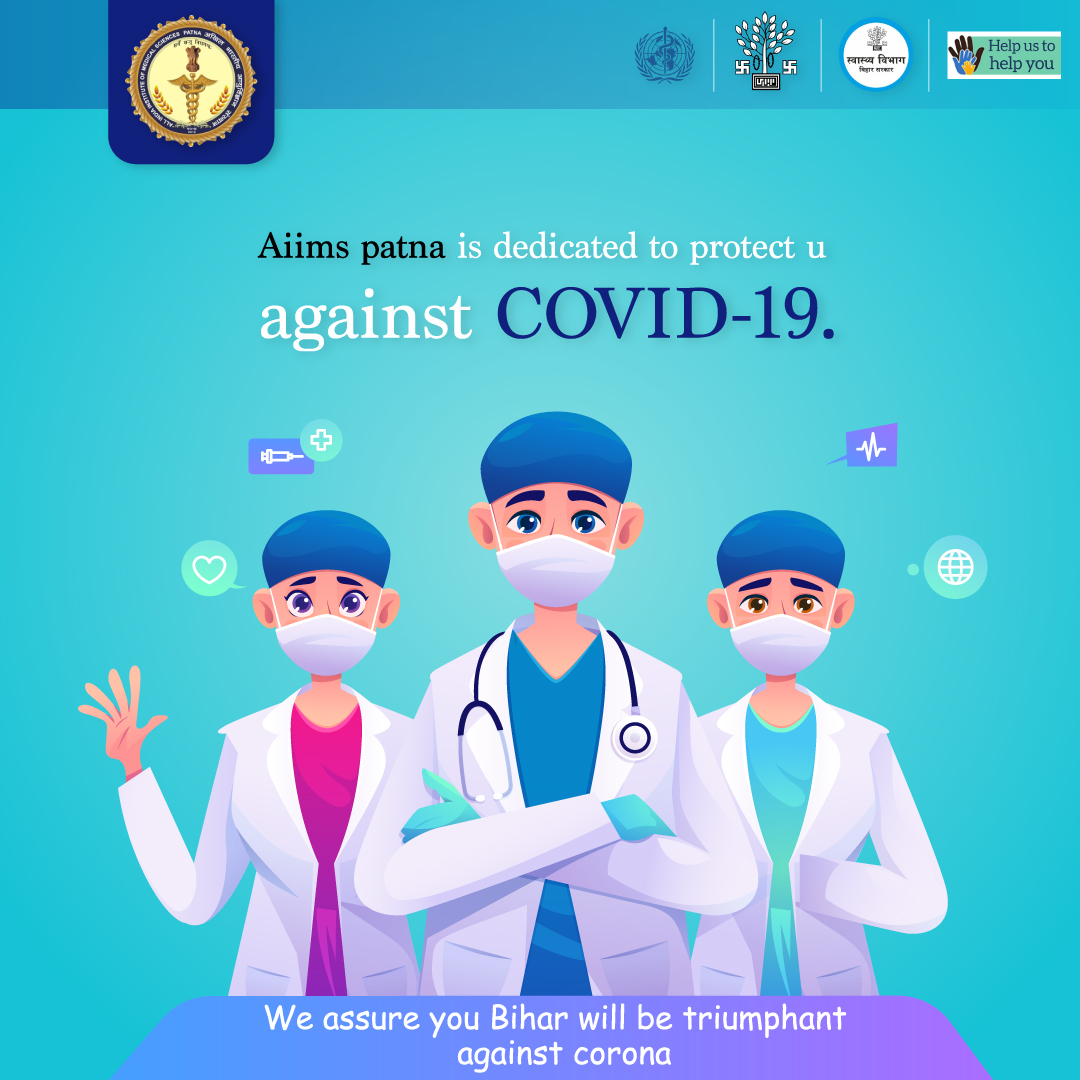 ALL INDIA INSTITUTE OF MEDICAL SCIENCES PATNA
स्वास्थ्य विभाग
बिहार सरकार
Help us to
help you
Aiims patna is dedicated to protect u
against COVID-19.
We assure you Bihar will be triumphant
against corona